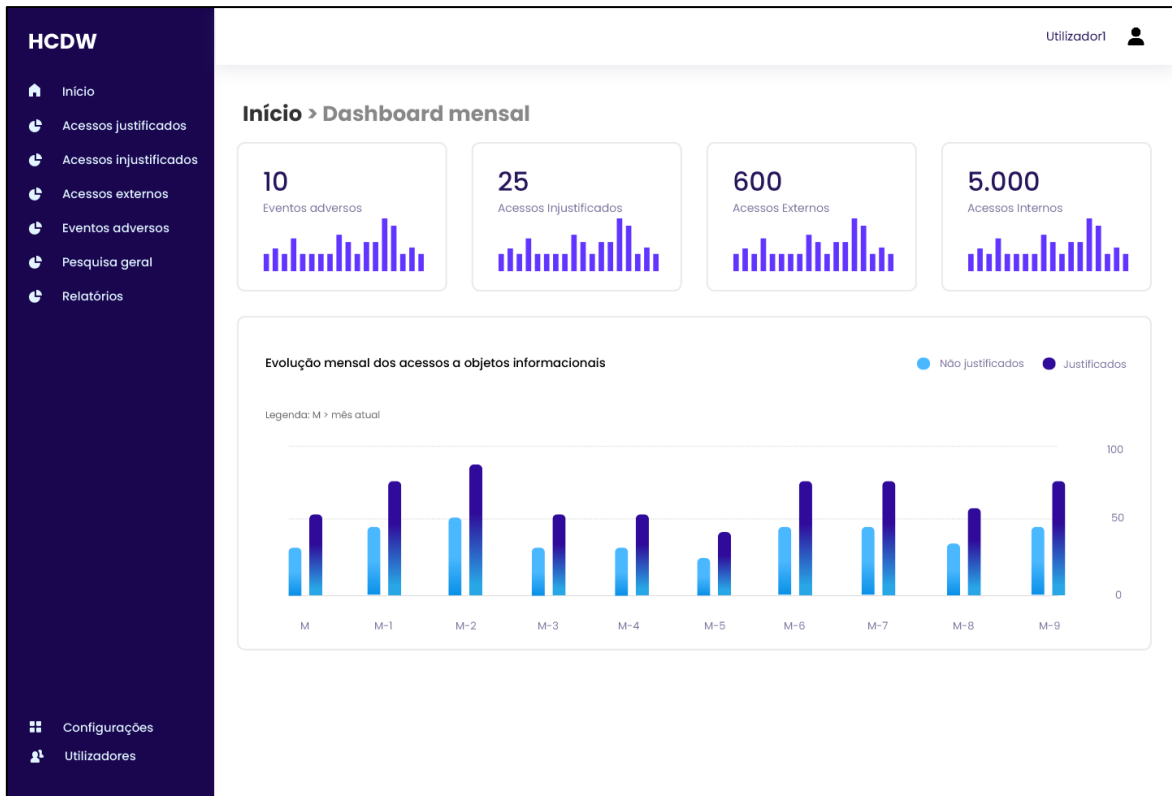 HCDW
Utilizador1
Início
Acessos justificados
Acessos injustificados
Acessos externos
Eventos adversos
Pesquisa geral
Relatórios
Configurações
Utilizadores
Início > Dashboard mensal
10
Eventos adversos
25
Acessos Injustificados
600
Acessos Externos
5.000
Acessos Internos
Evolução mensal dos acessos a objetos informacionais
Não justificados
Justificados
Legenda: M > mês atual
100
50
0
M M-1 M-2 M-3 M-4 M-5 M-6 M-7 M-8 M-9